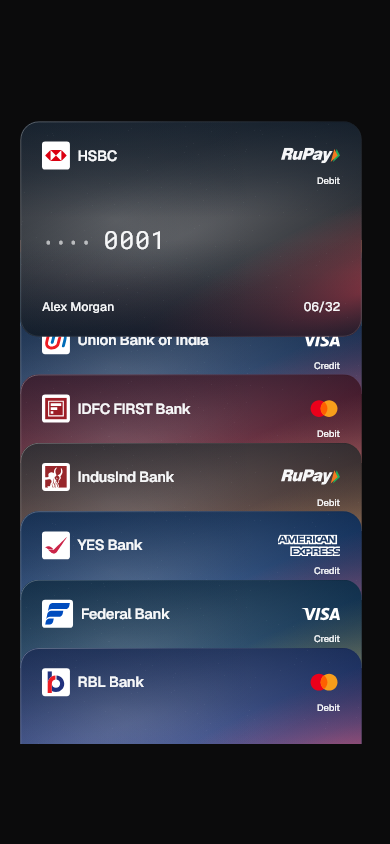 HSBC
RuPay
Debit
•••• 0001
Alex Morgan
06/32
Union Bank of India
VISA
Credit
IDFC FIRST Bank
Debit
IndusInd Bank
RuPay
Debit
YES Bank
AMERICAN
EXPRESS
Credit
Federal Bank
VISA
Credit
RBL Bank
Debit